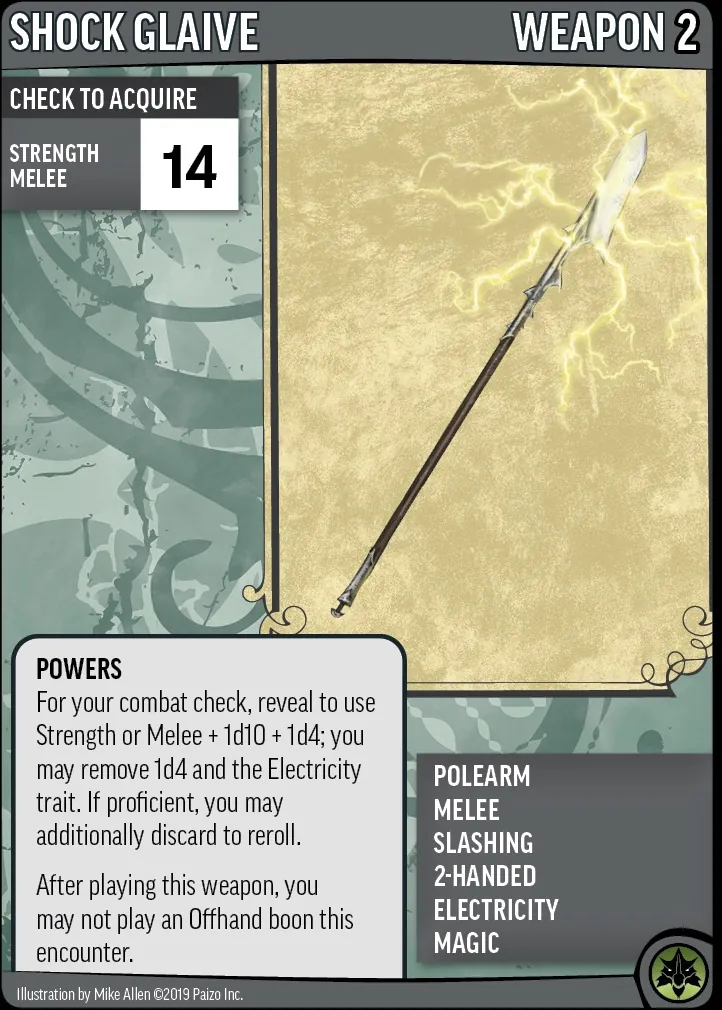 SHOCK GLAIVE WEAPON 2
CHECK TO ACQUIRE
STRENGTH
MELEE
14
POWERS
For your combat check, reveal to use
Strength or Melee + 1d10 + 1d4; you
may remove 1d4 and the Electricity
trait. If proficient, you may
additionally discard to reroll.
After playing this weapon, you
may not play an Offhand boon this
encounter.
POLEARM
MELEE
SLASHING
2-HANDED
ELECTRICITY
MAGIC
Illustration by Mike Allen ©2019 Paizo Inc.